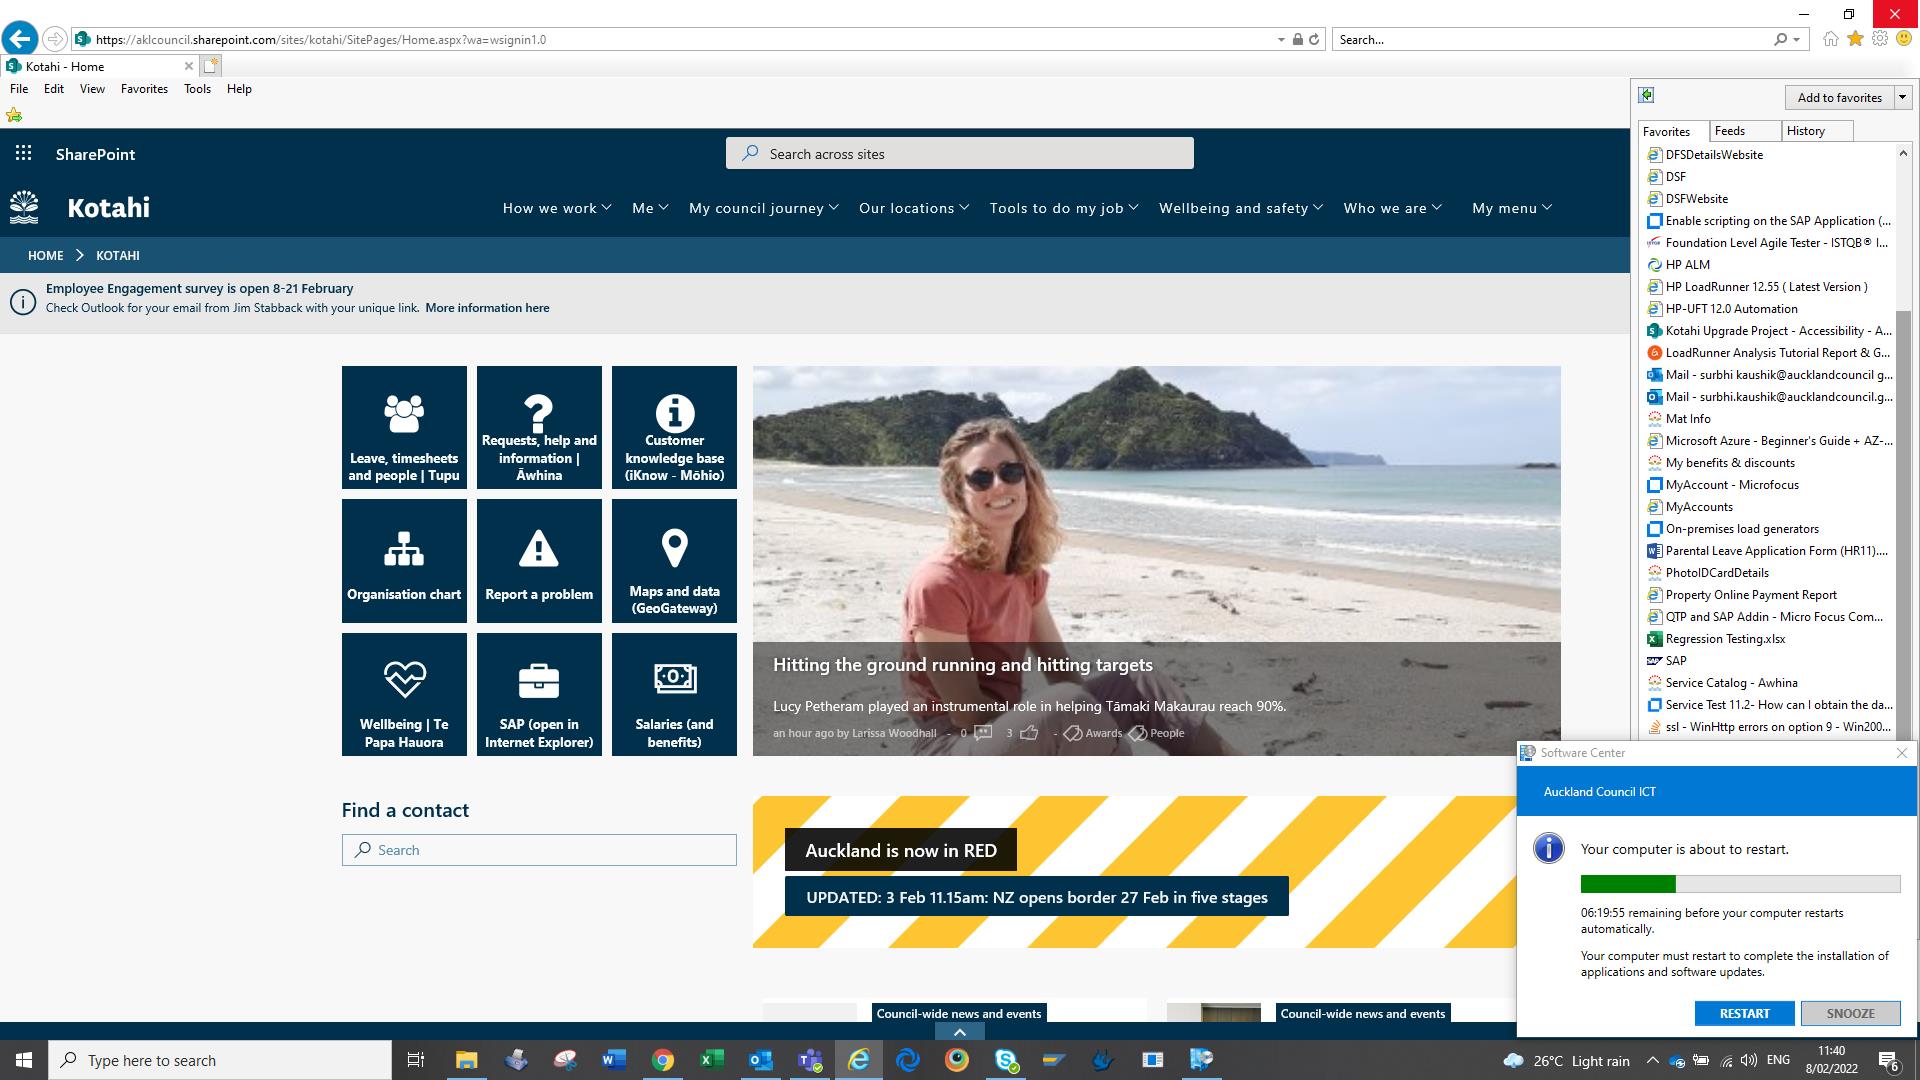 https://aklcouncil.sharepoint.com/sites/kotahi/SitePages/Home.aspx?wa=wsignin1.0
Search...
Kotahi - Home
File Edit View Favorites Tools Help
Add to favorites
Favorites Feeds History
SharePoint
Search across sites
Kotahi
How we work Me My council journey Our locations Tools to do my job Wellbeing and safety Who we are My menu
HOME KOTAHI
Employee Engagement survey is open 8-21 February
Check Outlook for your email from Jim Stabback with your unique link. More information here
Leave, timesheets
and people | Tupu
Requests, help and
information |
Āwhina
Customer
knowledge base
(iKnow - Mōhio)
Organisation chart
Report a problem
Maps and data
(GeoGateway)
Wellbeing | Te
Papa Hauora
SAP (open in
Internet Explorer)
Salaries (and
benefits)
Hitting the ground running and hitting targets
Lucy Petheram played an instrumental role in helping Tāmaki Makaurau reach 90%.
an hour ago by Larissa Woodhall - 0 3 - Awards People
Find a contact
Search
Auckland is now in RED
UPDATED: 3 Feb 11.15am: NZ opens border 27 Feb in five stages
Council-wide news and events
Council-wide news and events
DFSDetailsWebsite
DSF
DSFWebsite
Enable scripting on the SAP Application (...
Foundation Level Agile Tester - ISTQB® I...
HP ALM
HP LoadRunner 12.55 ( Latest Version )
HP-UFT 12.0 Automation
Kotahi Upgrade Project - Accessibility - A...
LoadRunner Analysis Tutorial Report & G...
Mail - surbhi kaushik@aucklandcouncil g...
Mail - surbhi.kaushik@aucklandcouncil.g...
Mat Info
Microsoft Azure - Beginner's Guide + AZ-...
My benefits & discounts
MyAccount - Microfocus
MyAccounts
On-premises load generators
Parental Leave Application Form (HR11)....
PhotoIDCardDetails
Property Online Payment Report
QTP and SAP Addin - Micro Focus Com...
Regression Testing.xlsx
SAP
Service Catalog - Awhina
Service Test 11.2- How can I obtain the da...
ssl - WinHttp errors on option 9 - Win200...
Software Center
Auckland Council ICT
Your computer is about to restart.
06:19:55 remaining before your computer restarts
automatically.
Your computer must restart to complete the installation of
applications and software updates.
RESTART SNOOZE
Type here to search
26°C Light rain
ENG
11:40
8/02/2022
6